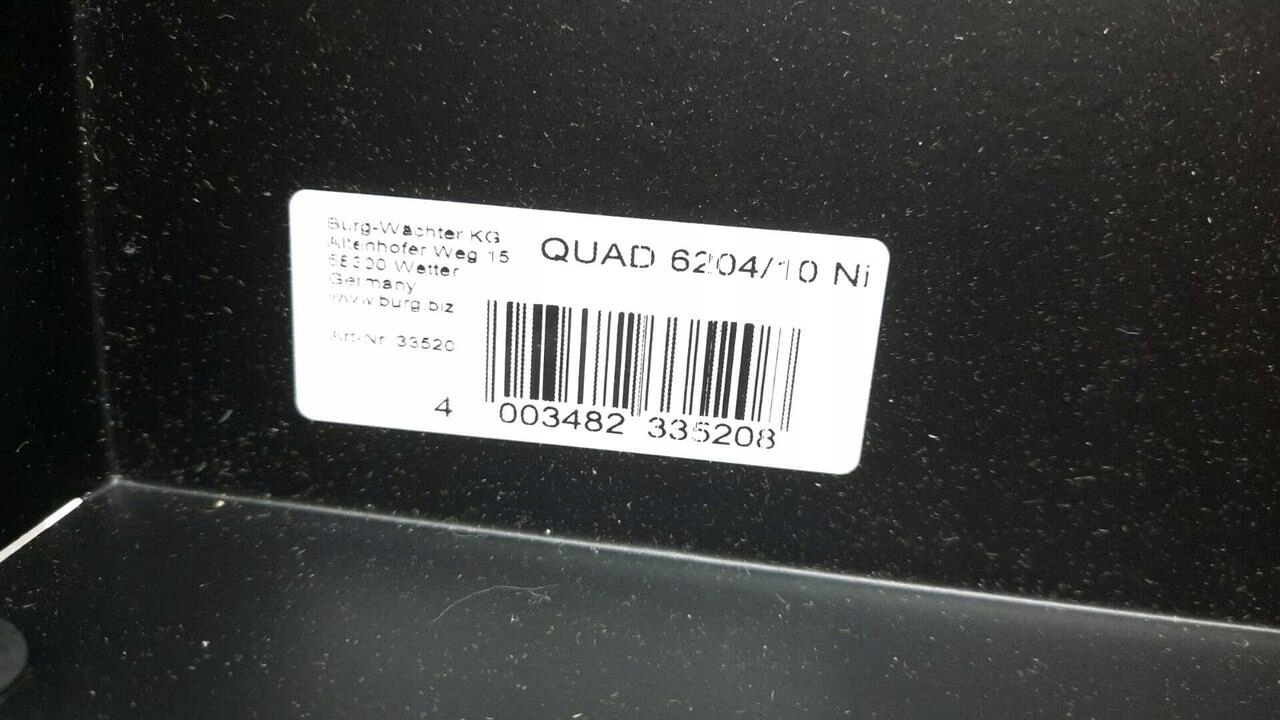 Burg-Wächter KG
Altenhofer Weg 15
58300 Wetter
Germany
www.burg.biz
Art-Nr. 33520
QUAD 6204/10 Ni
4 003482 335208